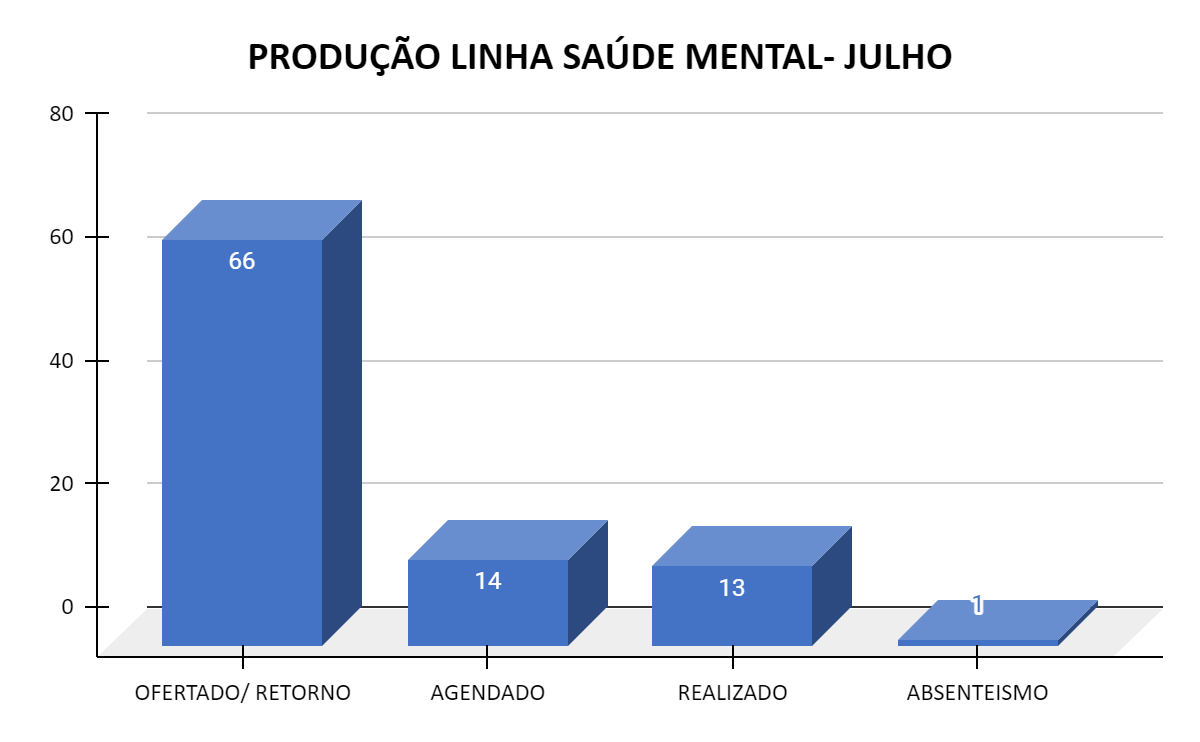 PRODUÇÃO LINHA SAÚDE MENTAL- JULHO
80
60
40
20
0
66
14
13
1
OFERTADO/ RETORNO
AGENDADO
REALIZADO
ABSENTEISMO